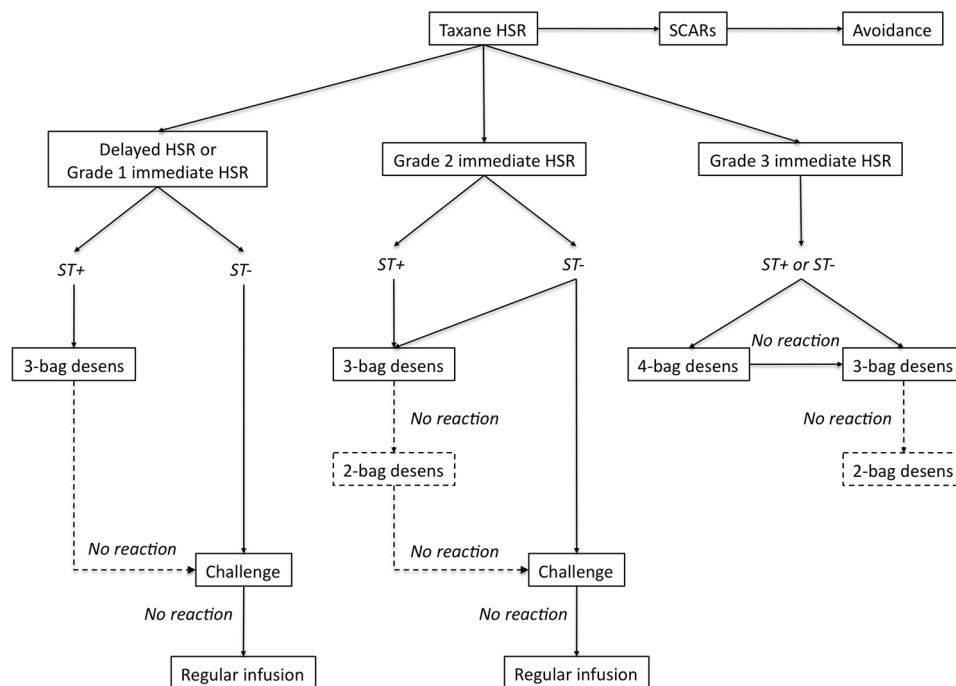 Taxane HSR
SCARs
Avoidance
Delayed HSR or
Grade 1 immediate HSR
Grade 2 immediate HSR
Grade 3 immediate HSR
ST+
ST-
ST+
ST-
ST+ or ST-
3-bag desens
3-bag desens
4-bag desens
No reaction
3-bag desens
No reaction
No reaction
2-bag desens
2-bag desens
No reaction
No reaction
Challenge
Challenge
No reaction
No reaction
Regular infusion
Regular infusion